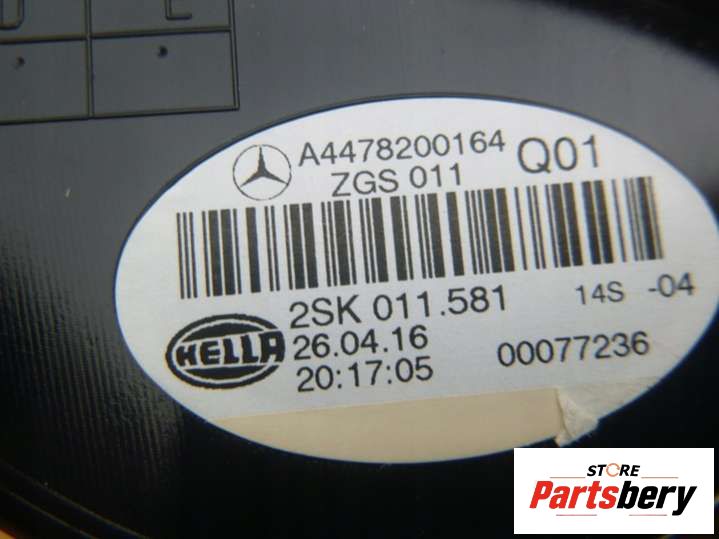 A4478200164 Q01
ZGS 011
2SK 011.581 14S -04
HELLA 26.04.16 00077236
20:17:05
STORE
Partsbery